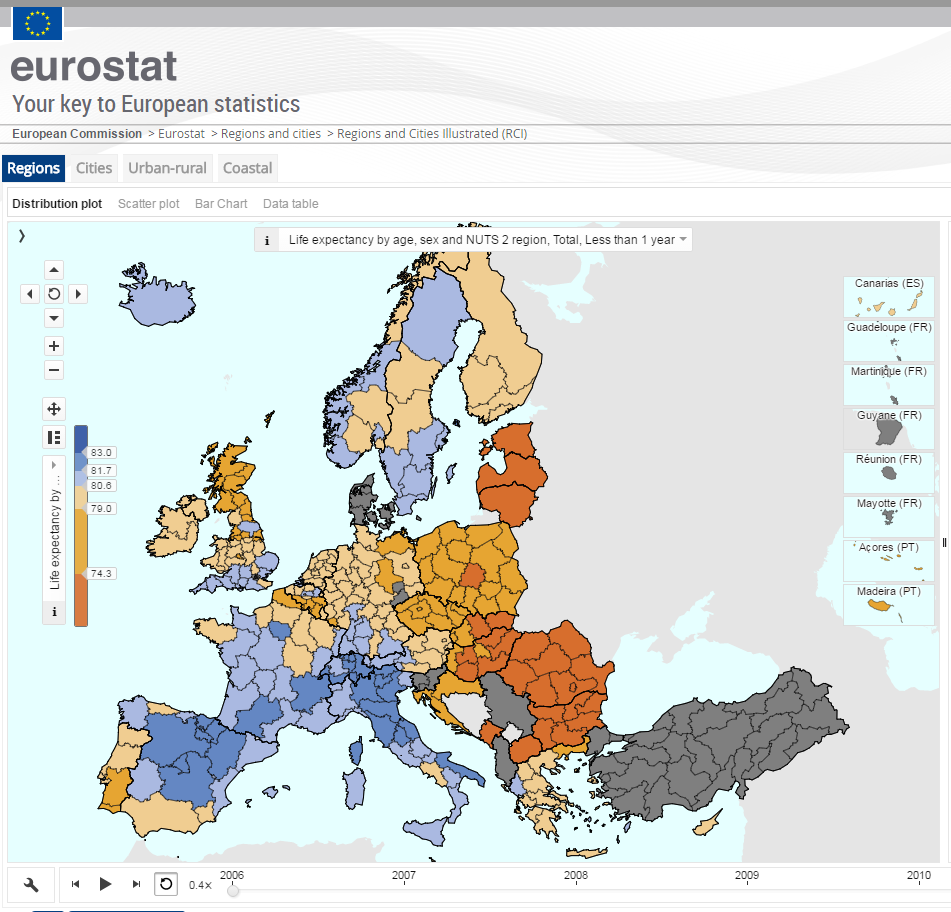 eurostat
Your key to European statistics
European Commission > Eurostat > Regions and cities > Regions and Cities Illustrated (RCI)
Regions Cities Urban-rural Coastal
Distribution plot Scatter plot Bar Chart Data table
i Life expectancy by age, sex and NUTS 2 region, Total, Less than 1 year
Canarias (ES)
Guadeloupe (FR)
Martinique (FR)
Guyane (FR)
Réunion (FR)
Mayotte (FR)
Açores (PT)
Madeira (PT)
83.0
81.7
80.6
79.0
74.3
Life expectancy by ...
i
0.4×
2006 2007 2008 2009 2010